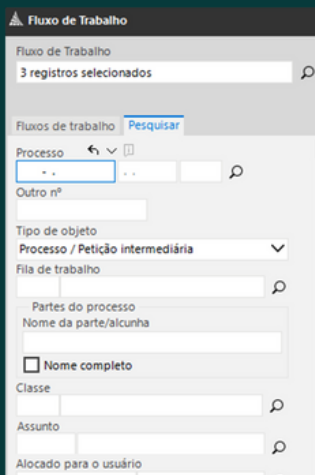 Fluxo de Trabalho
Fluxo de Trabalho
3 registros selecionados
Fluxos de trabalho Pesquisar
Processo
- .
. .
Outro nº
Tipo de objeto
Processo / Petição intermediária
Fila de trabalho
Partes do processo
Nome da parte/alcunha
Nome completo
Classe
Assunto
Alocado para o usuário